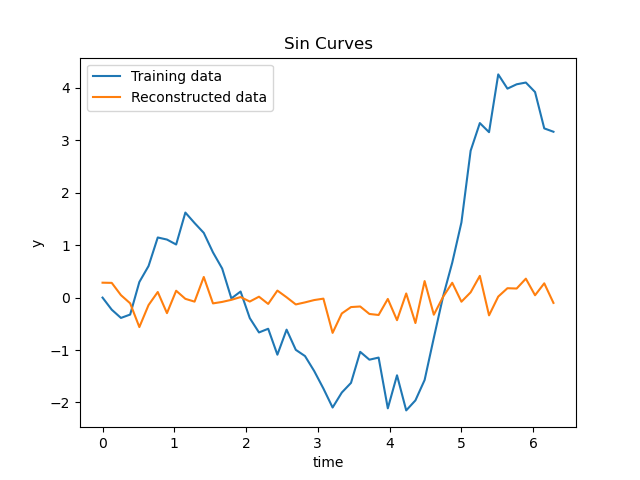 Sin Curves
Training data
Reconstructed data
4
3
2
1
0
−1
−2
y
0 1 2 3 4 5 6
time